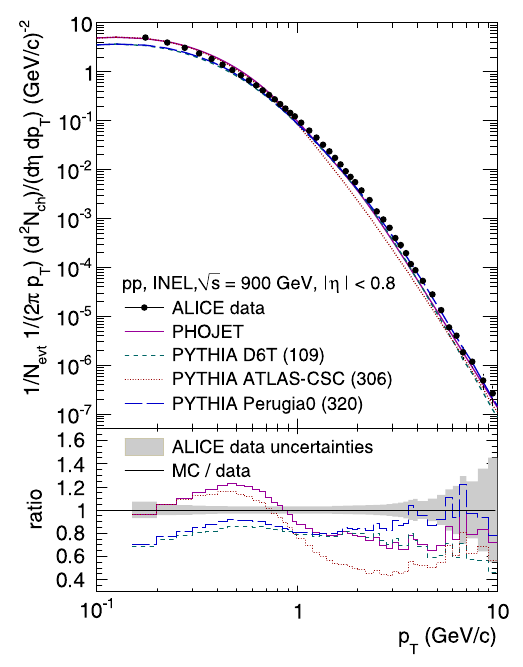 10
1
10^-1
10^-2
10^-3
10^-4
10^-5
10^-6
10^-7
1/N_evt 1/(2π p_T) (d²N_ch)/(dη dp_T) (GeV/c)^-2
pp, INEL,√s = 900 GeV, |η| < 0.8
ALICE data
PHOJET
PYTHIA D6T (109)
PYTHIA ATLAS-CSC (306)
PYTHIA Perugia0 (320)
1.6
1.4
1.2
1
0.8
0.6
0.4
ratio
ALICE data uncertainties
MC / data
10^-1
1
10
p_T (GeV/c)